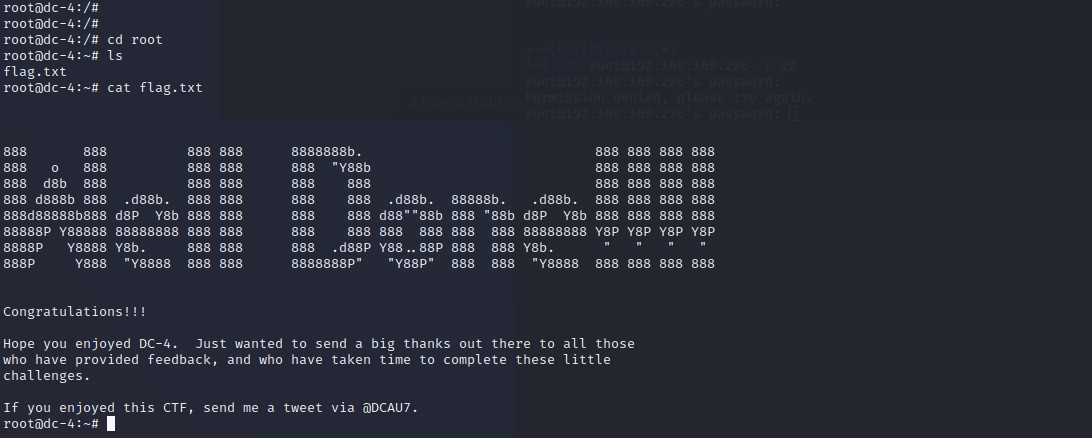 root@dc-4:/#
root@dc-4:/#
root@dc-4:/# cd root
root@dc-4:~# ls
flag.txt
root@dc-4:~# cat flag.txt
888       888          888 888      8888888b.                             888 888 888 888
888   o   888          888 888      888  "Y88b                            888 888 888 888
888  d8b  888          888 888      888    888                            888 888 888 888
888 d888b 888  .d88b.  888 888      888    888  .d88b.  88888b.   .d88b.  888 888 888 888
888d88888b888 d8P  Y8b 888 888      888    888 d88""88b 888 "88b d8P  Y8b 888 888 888 888
88888P Y88888 88888888 888 888      888    888 888  888 888  888 88888888 Y8P Y8P Y8P Y8P
8888P   Y8888 Y8b.     888 888      888  .d88P Y88..88P 888  888 Y8b.      "   "   "   "
888P     Y888  "Y8888  888 888      8888888P"   "Y88P"  888  888  "Y8888  888 888 888 888
Congratulations!!!
Hope you enjoyed DC-4.  Just wanted to send a big thanks out there to all those
who have provided feedback, and who have taken time to complete these little
challenges.
If you enjoyed this CTF, send me a tweet via @DCAU7.
root@dc-4:~#
root@192.168.169.226's password:
root@192.168.169.226 22
root@192.168.169.226's password:
Permission denied, please try again.
root@192.168.169.226's password: